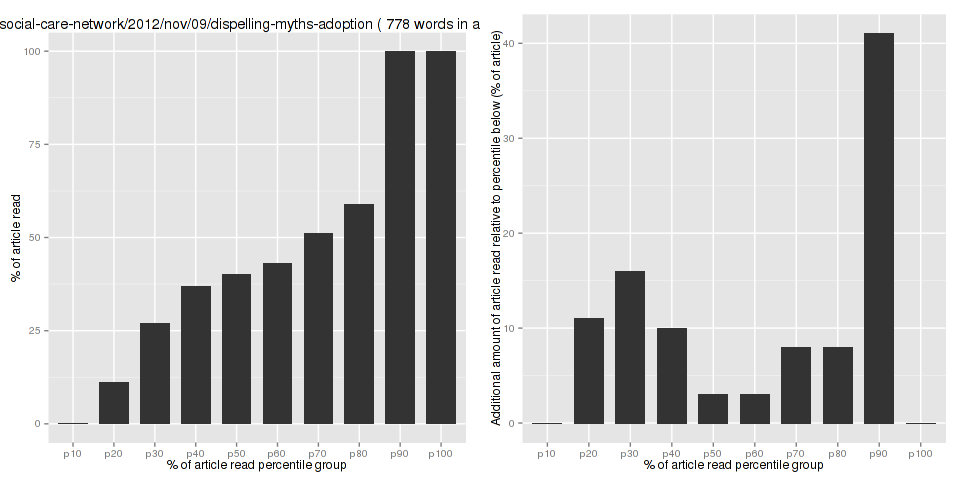 social-care-network/2012/nov/09/dispelling-myths-adoption ( 778 words in a
100
75
50
25
0
% of article read
p10 p20 p30 p40 p50 p60 p70 p80 p90 p100
% of article read percentile group
40
30
20
10
0
Additional amount of article read relative to percentile below (% of article)
p10 p20 p30 p40 p50 p60 p70 p80 p90 p100
% of article read percentile group